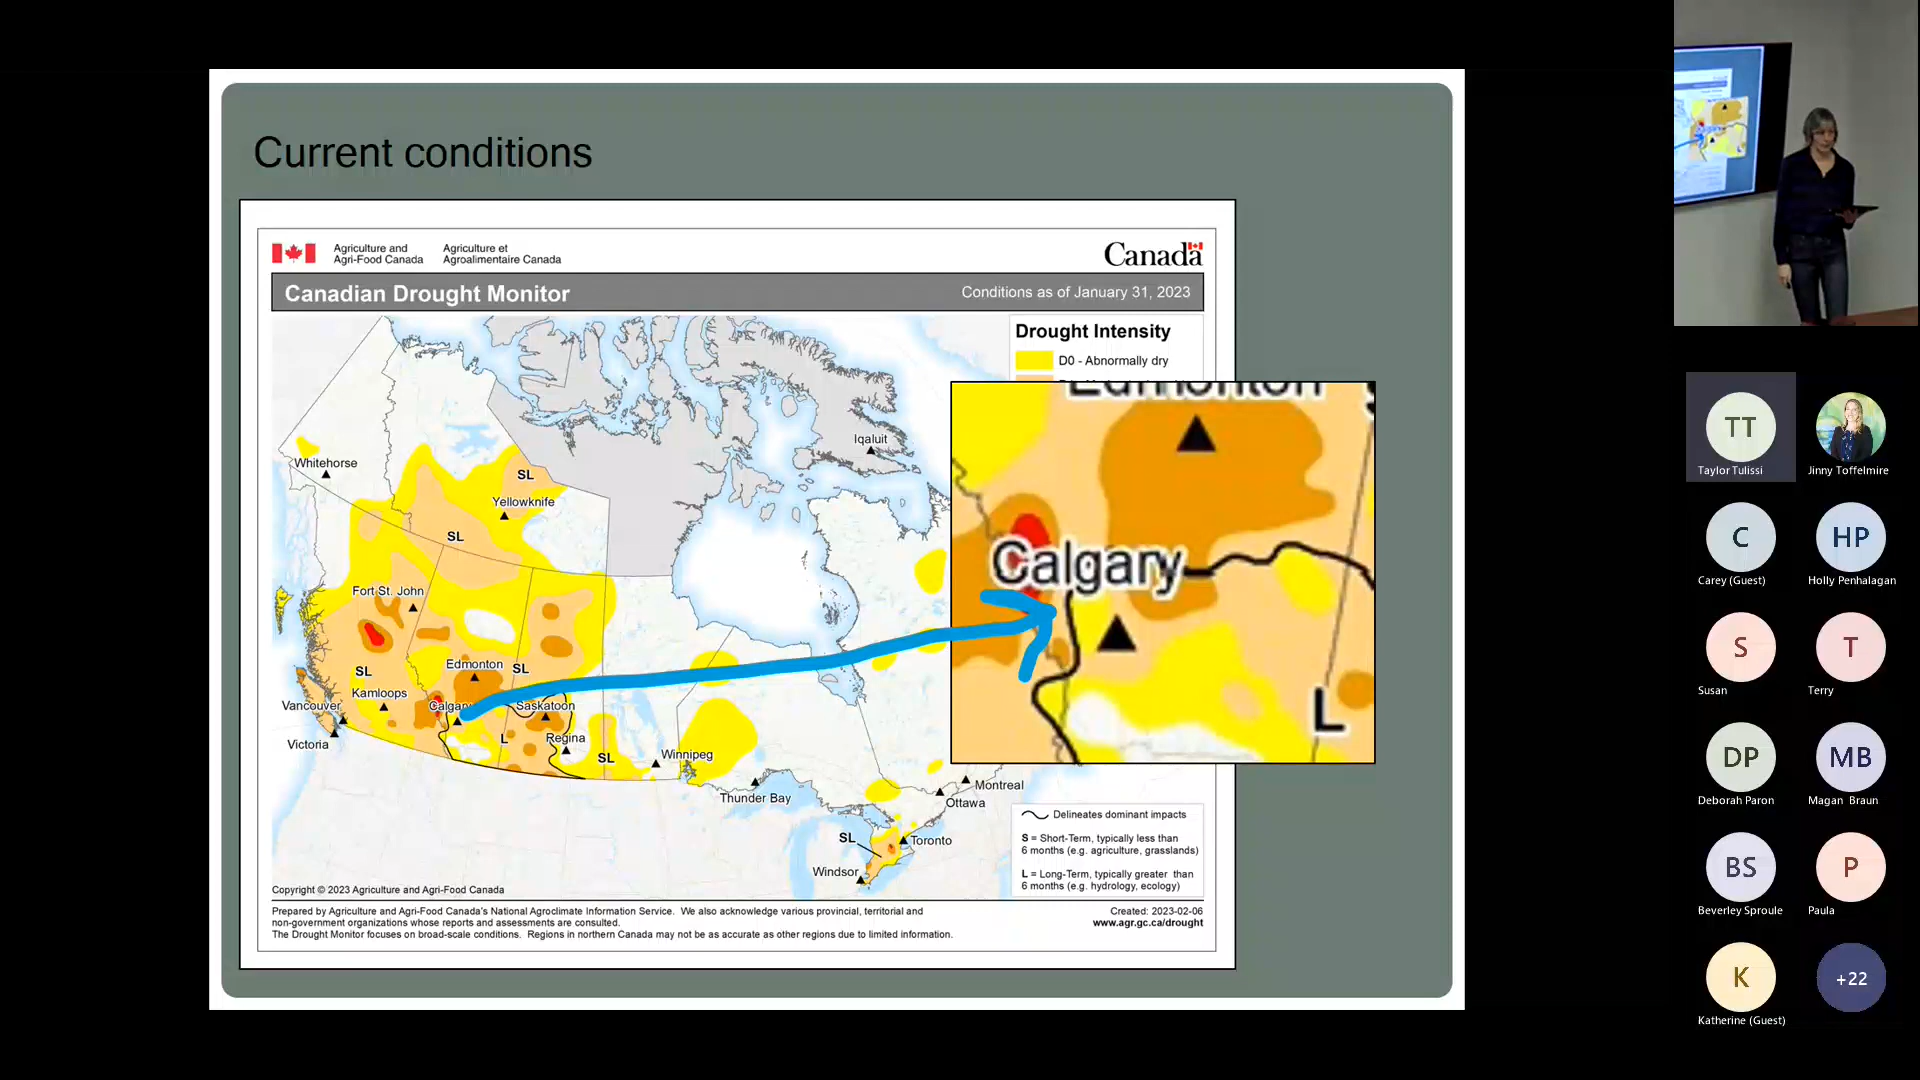 Current conditions
Agriculture and
Agri-Food Canada
Agriculture et
Agroalimentaire Canada
Canada
Canadian Drought Monitor
Conditions as of January 31, 2023
Drought Intensity
D0 - Abnormally dry
Iqaluit
Whitehorse
SL
Yellowknife
SL
Fort St. John
Edmonton
SL
SL
Kamloops
Vancouver
Calgary
Saskatoon
Victoria
L
Regina
SL
Winnipeg
Thunder Bay
Montreal
Ottawa
SL
Toronto
Windsor
Edmonton
Calgary
L
Delineates dominant impacts
S = Short-Term, typically less than
6 months (e.g. agriculture, grasslands)
L = Long-Term, typically greater than
6 months (e.g. hydrology, ecology)
Copyright © 2023 Agriculture and Agri-Food Canada
Prepared by Agriculture and Agri-Food Canada's National Agroclimate Information Service. We also acknowledge various provincial, territorial and
non-government organizations whose reports and assessments are consulted.
The Drought Monitor focuses on broad-scale conditions. Regions in northern Canada may not be as accurate as other regions due to limited information.
Created: 2023-02-06
www.agr.gc.ca/drought
TT
Taylor Tulissi
Jinny Toffelmire
C
Carey (Guest)
HP
Holly Penhalagan
S
Susan
T
Terry
DP
Deborah Paron
MB
Magan Braun
BS
Beverley Sproule
P
Paula
K
Katherine (Guest)
+22